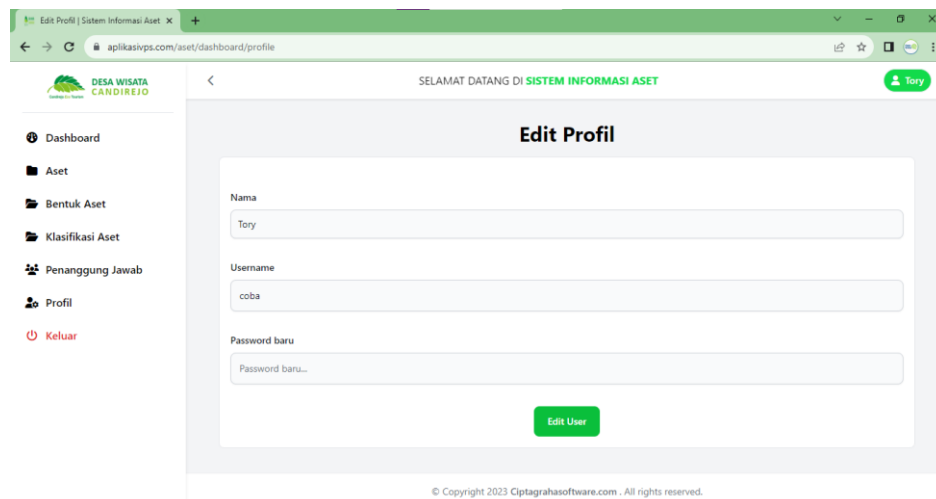 Edit Profil | Sistem Informasi Aset
aplikasivps.com/aset/dashboard/profile
DESA WISATA
CANDIREJO
SELAMAT DATANG DI SISTEM INFORMASI ASET
Tory
Dashboard
Aset
Bentuk Aset
Klasifikasi Aset
Penanggung Jawab
Profil
Keluar
Edit Profil
Nama
Tory
Username
coba
Password baru
Password baru...
Edit User
© Copyright 2023 Ciptagrahasoftware.com . All rights reserved.